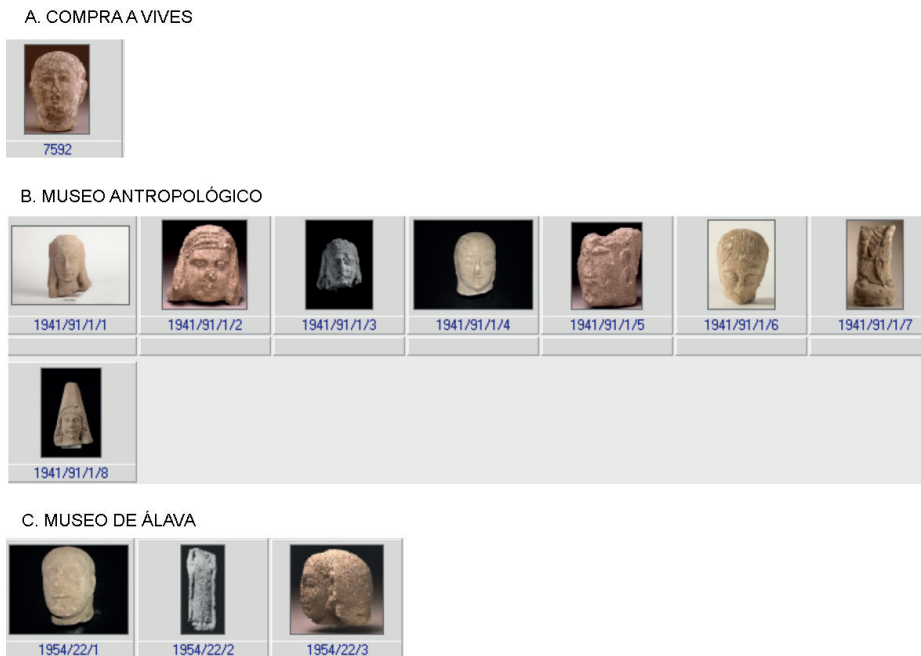 A. COMPRA A VIVES
7592
B. MUSEO ANTROPOLÓGICO
1941/91/1/1 1941/91/1/2 1941/91/1/3 1941/91/1/4 1941/91/1/5 1941/91/1/6 1941/91/1/7
1941/91/1/8
C. MUSEO DE ÁLAVA
1954/22/1 1954/22/2 1954/22/3